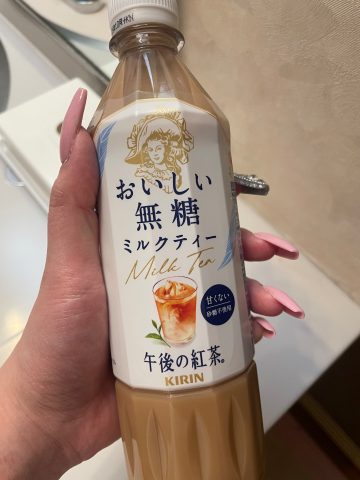 おいしい
無糖
ミルクティー
Milk Tea
甘くない
砂糖不使用
午後の紅茶®
KIRIN